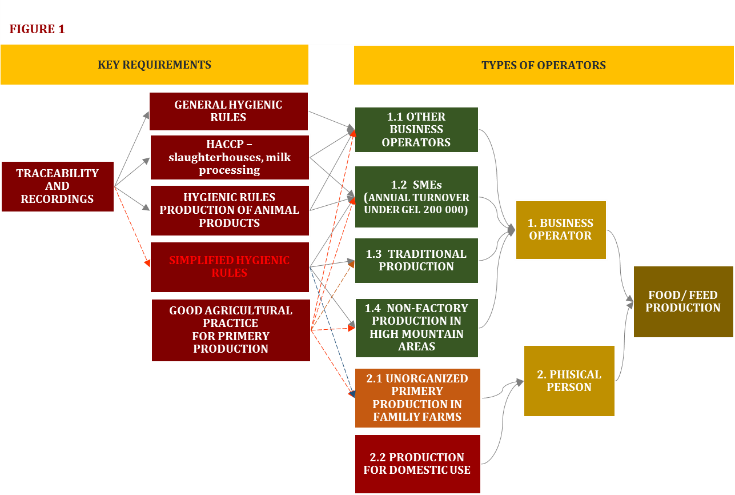 FIGURE 1
KEY REQUIREMENTS
TYPES OF OPERATORS
TRACEABILITY
AND
RECORDINGS
GENERAL HYGIENIC
RULES
HACCP –
slaughterhouses, milk
processing
HYGIENIC RULES
PRODUCTION OF ANIMAL
PRODUCTS
SIMPLIFIED HYGIENIC
RULES
GOOD AGRICULTURAL
PRACTICE
FOR PRIMERY
PRODUCTION
1.1 OTHER
BUSINESS
OPERATORS
1.2 SMEs
(ANNUAL TURNOVER
UNDER GEL 200 000)
1.3 TRADITIONAL
PRODUCTION
1.4 NON-FACTORY
PRODUCTION IN
HIGH MOUNTAIN
AREAS
2.1 UNORGANIZED
PRIMERY
PRODUCTION IN
FAMILIY FARMS
2.2 PRODUCTION
FOR DOMESTIC USE
1. BUSINESS
OPERATOR
2. PHISICAL
PERSON
FOOD/FEED
PRODUCTION